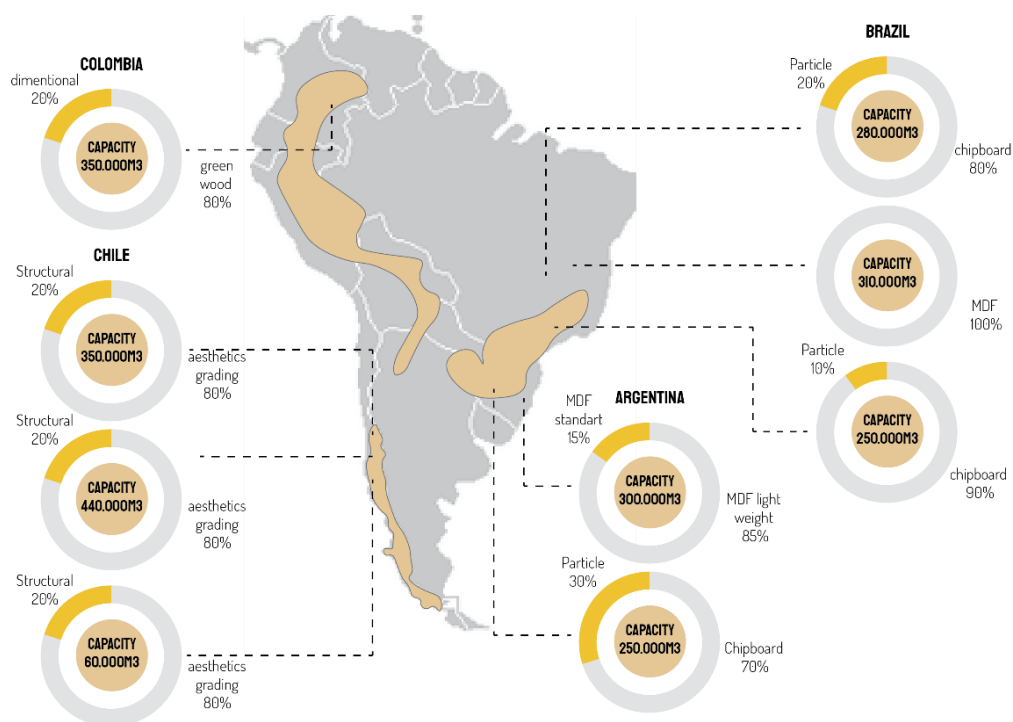 COLOMBIA
dimentional
20%
CAPACITY
350.000M3
green
wood
80%
CHILE
Structural
20%
CAPACITY
350.000M3
aesthetics
grading
80%
Structural
20%
CAPACITY
440.000M3
aesthetics
grading
80%
Structural
20%
CAPACITY
60.000M3
aesthetics
grading
80%
BRAZIL
Particle
20%
CAPACITY
280.000M3
chipboard
80%
CAPACITY
310.000M3
MDF
100%
Particle
10%
CAPACITY
250.000M3
chipboard
90%
ARGENTINA
MDF
standart
15%
CAPACITY
300.000M3
MDF light
weight
85%
Particle
30%
CAPACITY
250.000M3
Chipboard
70%